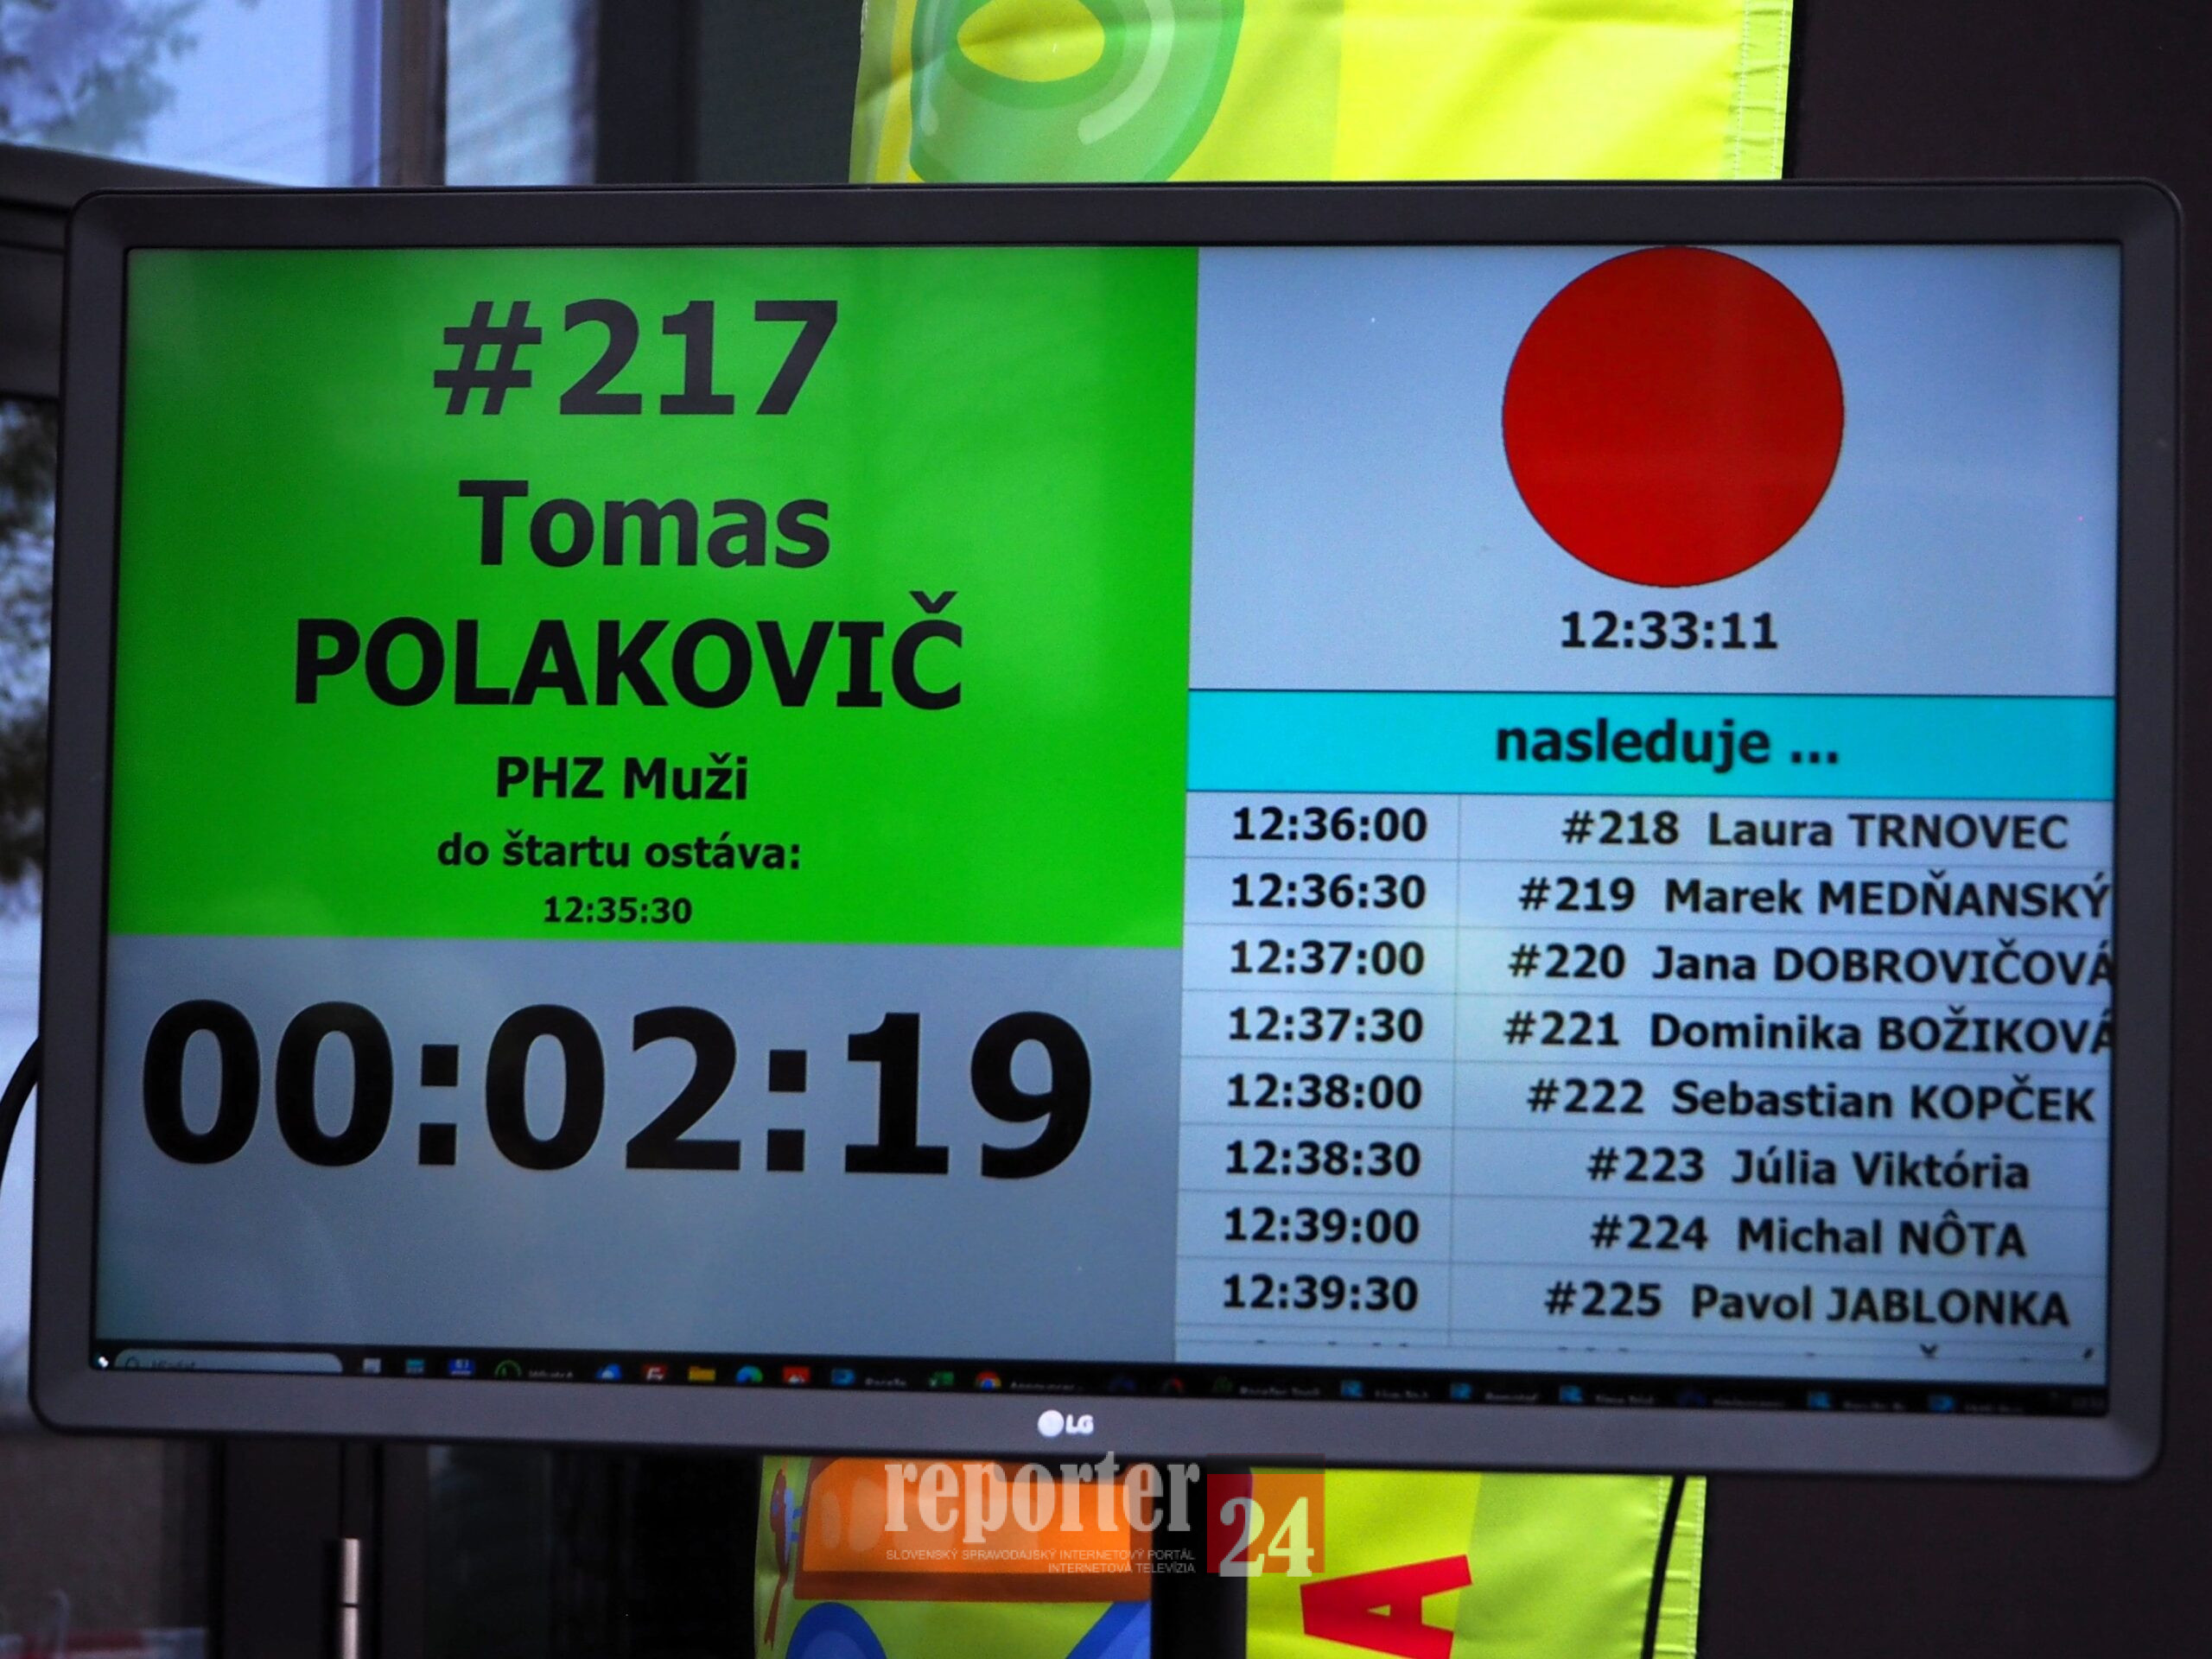 #217
Tomas
POLAKOVIČ
PHZ Muži
do štartu ostáva:
12:35:30
00:02:19
12:33:11
nasleduje ...
12:36:00 #218 Laura TRNOVEC
12:36:30 #219 Marek MEDŇANSKÝ
12:37:00 #220 Jana DOBROVIČOVÁ
12:37:30 #221 Dominika BOŽIKOVÁ
12:38:00 #222 Sebastian KOPČEK
12:38:30 #223 Júlia Viktória
12:39:00 #224 Michal NÔTA
12:39:30 #225 Pavol JABLONKA
LG
reporter 24
SLOVENSKÝ SPRAVODAJSKÝ INTERNETOVÝ PORTÁL
INTERNETOVÁ TELEVÍZIA
A